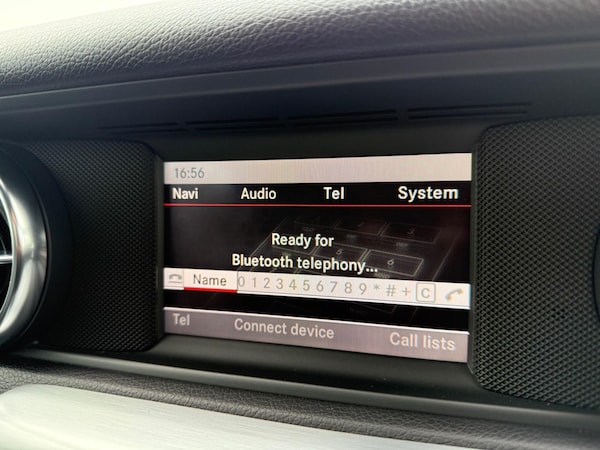 16:56
Navi Audio Tel System
Ready for
Bluetooth telephony...
Name 0 1 2 3 4 5 6 7 8 9 * # + C
Tel Connect device Call lists